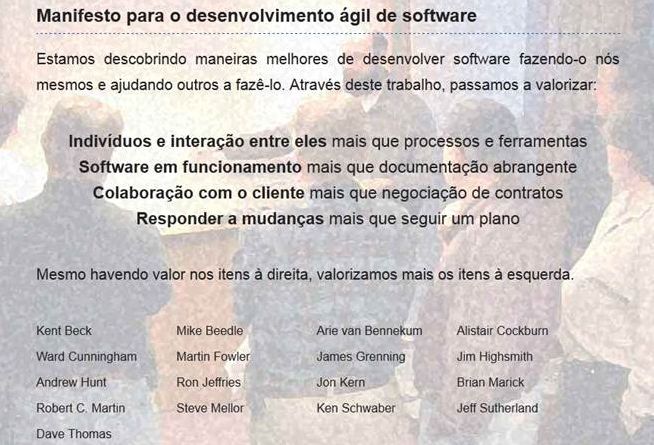 Manifesto para o desenvolvimento ágil de software
Estamos descobrindo maneiras melhores de desenvolver software fazendo-o nós
mesmos e ajudando outros a fazê-lo. Através deste trabalho, passamos a valorizar:
Indivíduos e interação entre eles mais que processos e ferramentas
Software em funcionamento mais que documentação abrangente
Colaboração com o cliente mais que negociação de contratos
Responder a mudanças mais que seguir um plano
Mesmo havendo valor nos itens à direita, valorizamos mais os itens à esquerda.
Kent Beck Mike Beedle Arie van Bennekum Alistair Cockburn
Ward Cunningham Martin Fowler James Grenning Jim Highsmith
Andrew Hunt Ron Jeffries Jon Kern Brian Marick
Robert C. Martin Steve Mellor Ken Schwaber Jeff Sutherland
Dave Thomas